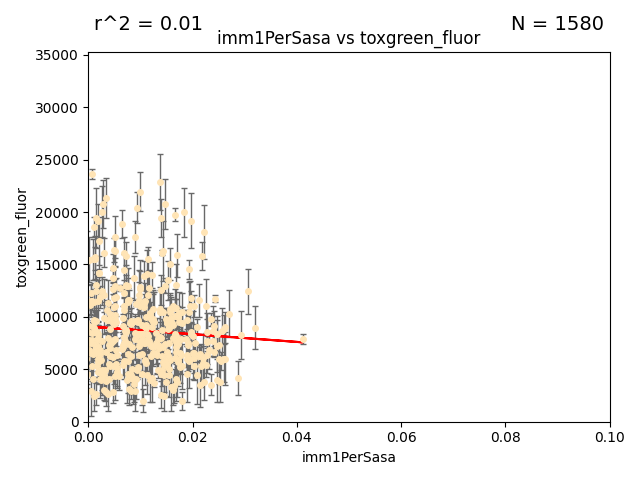 r^2 = 0.01
N = 1580
imm1PerSasa vs toxgreen_fluor
35000
30000
25000
20000
15000
10000
5000
0
toxgreen_fluor
0.00 0.02 0.04 0.06 0.08 0.10
imm1PerSasa